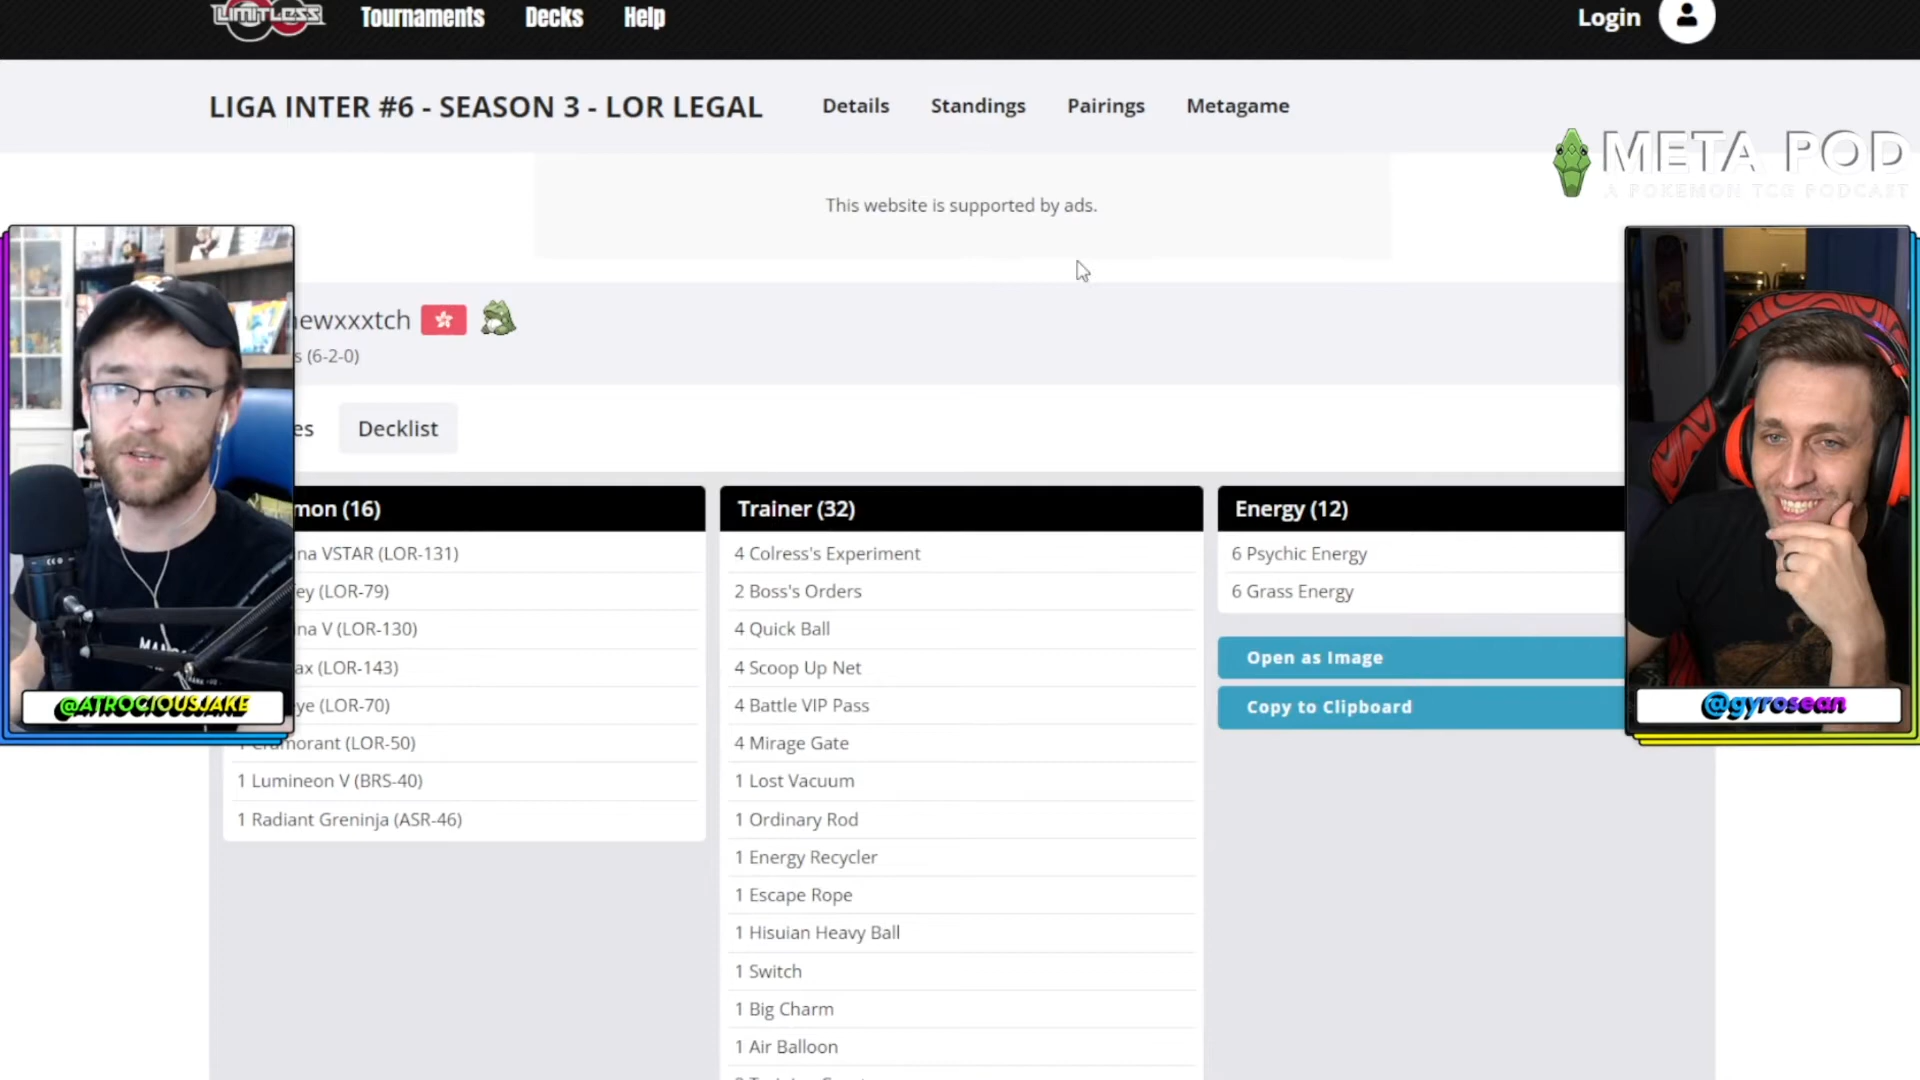 LIMITLESS Tournaments Decks Help Login
LIGA INTER #6 - SEASON 3 - LOR LEGAL Details Standings Pairings Metagame
META POD
A POKEMON TCG PODCAST
This website is supported by ads.
ewxxxtch
s (6-2-0)
es Decklist
mon (16)
na VSTAR (LOR-131)
ey (LOR-79)
na V (LOR-130)
ax (LOR-143)
ye (LOR-70)
Cramorant (LOR-50)
1 Lumineon V (BRS-40)
1 Radiant Greninja (ASR-46)
Trainer (32)
4 Colress's Experiment
2 Boss's Orders
4 Quick Ball
4 Scoop Up Net
4 Battle VIP Pass
4 Mirage Gate
1 Lost Vacuum
1 Ordinary Rod
1 Energy Recycler
1 Escape Rope
1 Hisuian Heavy Ball
1 Switch
1 Big Charm
1 Air Balloon
Energy (12)
6 Psychic Energy
6 Grass Energy
Open as Image
Copy to Clipboard
@ATROCIOUSJAKE
@gyrosean